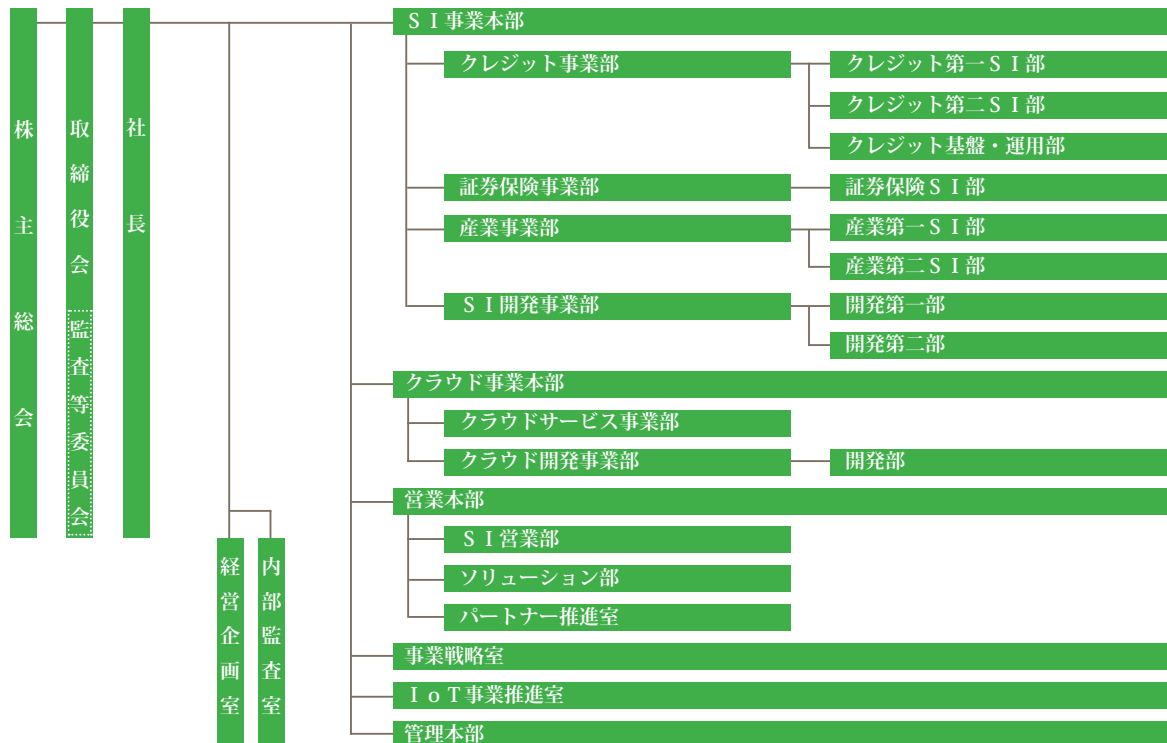 株主総会
取締役会
監査等委員会
社長
経営企画室
内部監査室
ＳＩ事業本部
クレジット事業部
クレジット第一ＳＩ部
クレジット第二ＳＩ部
クレジット基盤・運用部
証券保険事業部
証券保険ＳＩ部
産業事業部
産業第一ＳＩ部
産業第二ＳＩ部
ＳＩ開発事業部
開発第一部
開発第二部
クラウド事業本部
クラウドサービス事業部
クラウド開発事業部
開発部
営業本部
ＳＩ営業部
ソリューション部
パートナー推進室
事業戦略室
ＩｏＴ事業推進室
管理本部